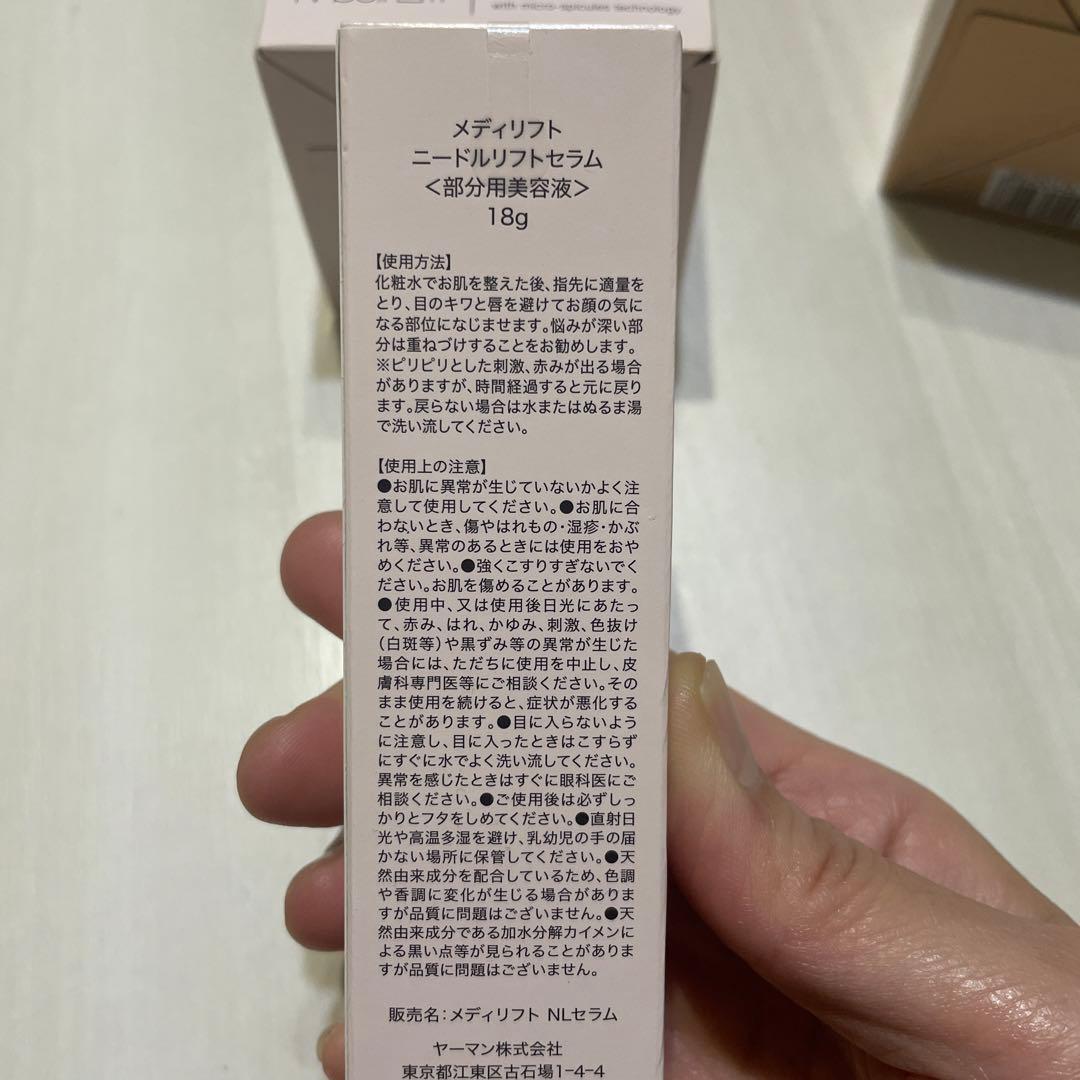 with micro-spicules technology
メディリフト
ニードルリフトセラム
＜部分用美容液＞
18g
【使用方法】
化粧水でお肌を整えた後、指先に適量を
とり、目のキワと唇を避けてお顔の気に
なる部位になじませます。悩みが深い部
分は重ねづけすることをお勧めします。
※ピリピリとした刺激、赤みが出る場合
がありますが、時間経過すると元に戻り
ます。戻らない場合は水またはぬるま湯
で洗い流してください。
【使用上の注意】
●お肌に異常が生じていないかよく注
意して使用してください。●お肌に合
わないとき、傷やはれもの・湿疹・かぶ
れ等、異常のあるときには使用をおや
めください。●強くこすりすぎないでく
ださい。お肌を傷めることがあります。
●使用中、又は使用後日光にあたっ
て、赤み、はれ、かゆみ、刺激、色抜け
（白斑等）や黒ずみ等の異常が生じた
場合には、ただちに使用を中止し、皮
膚科専門医等にご相談ください。その
まま使用を続けると、症状が悪化する
ことがあります。●目に入らないよう
に注意し、目に入ったときはこすらず
にすぐに水でよく洗い流してください。
異常を感じたときはすぐに眼科医にご
相談ください。●ご使用後は必ずしっ
かりとフタをしめてください。●直射日
光や高温多湿を避け、乳幼児の手の届
かない場所に保管してください。●天
然由来成分を配合しているため、色調
や香調に変化が生じる場合がありま
すが品質に問題はございません。●天
然由来成分である加水分解カイメンに
よる黒い点等が見られることがありま
すが品質に問題はございません。
販売名：メディリフト NLセラム
ヤーマン株式会社
東京都江東区古石場1-4-4